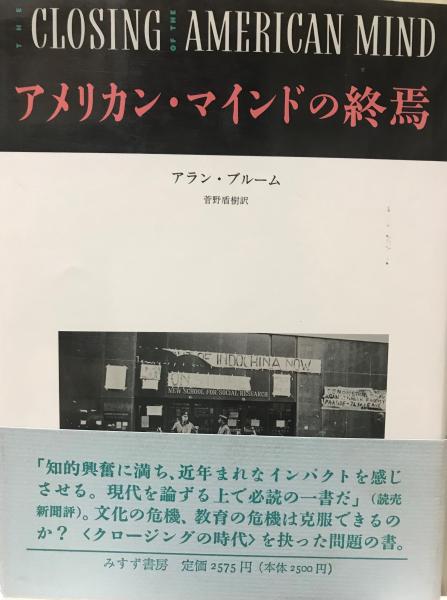 THE CLOSING OF THE AMERICAN MIND
アメリカン・マインドの終焉
アラン・ブルーム
菅野盾樹訳
OF INDOCHINA NOW
NEW SCHOOL FOR SOCIAL RESEARCH
「知的興奮に満ち、近年まれなインパクトを感じ
させる。現代を論ずる上で必読の一書だ」(読売
新聞評)。文化の危機、教育の危機は克服できるの
か? 〈クロージングの時代〉を抉った問題の書。
みすず書房 定価2575円(本体2500円)